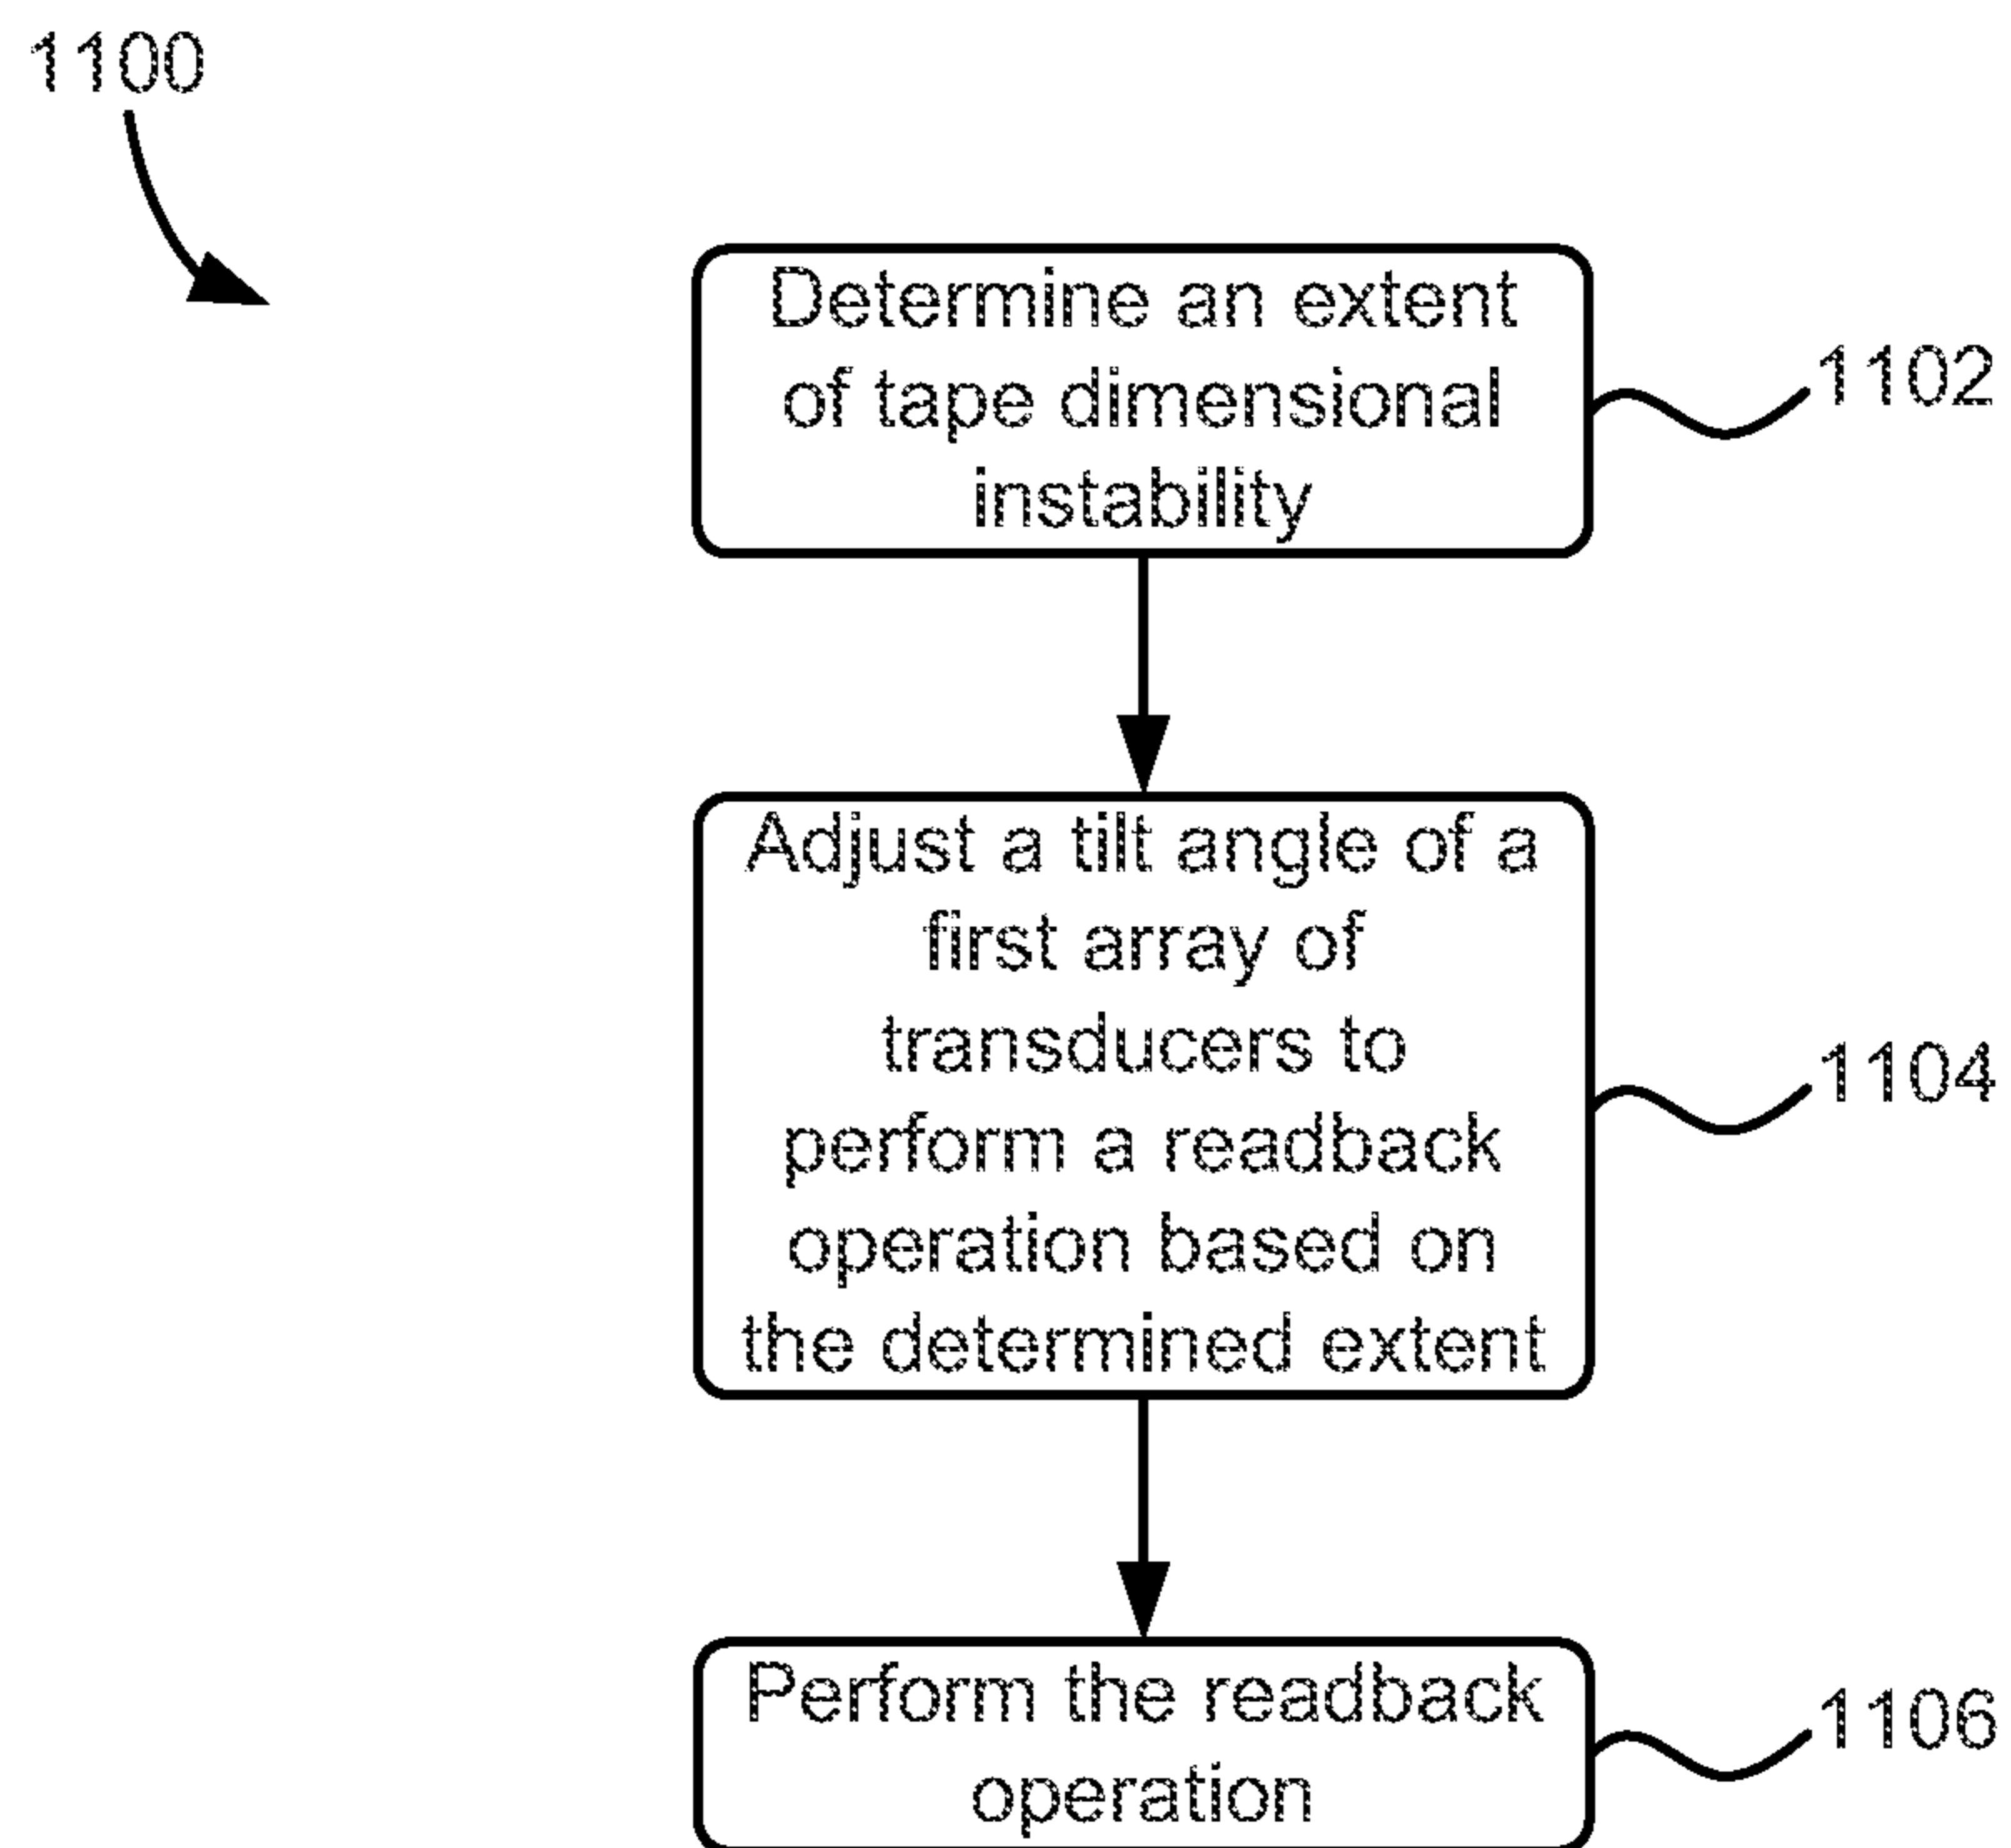 1100
Determine an extent
of tape dimensional
instability
1102
Adjust a tilt angle of a
first array of
transducers to
perform a readback
operation based on
the determined extent
1104
Perform the readback
operation
1106